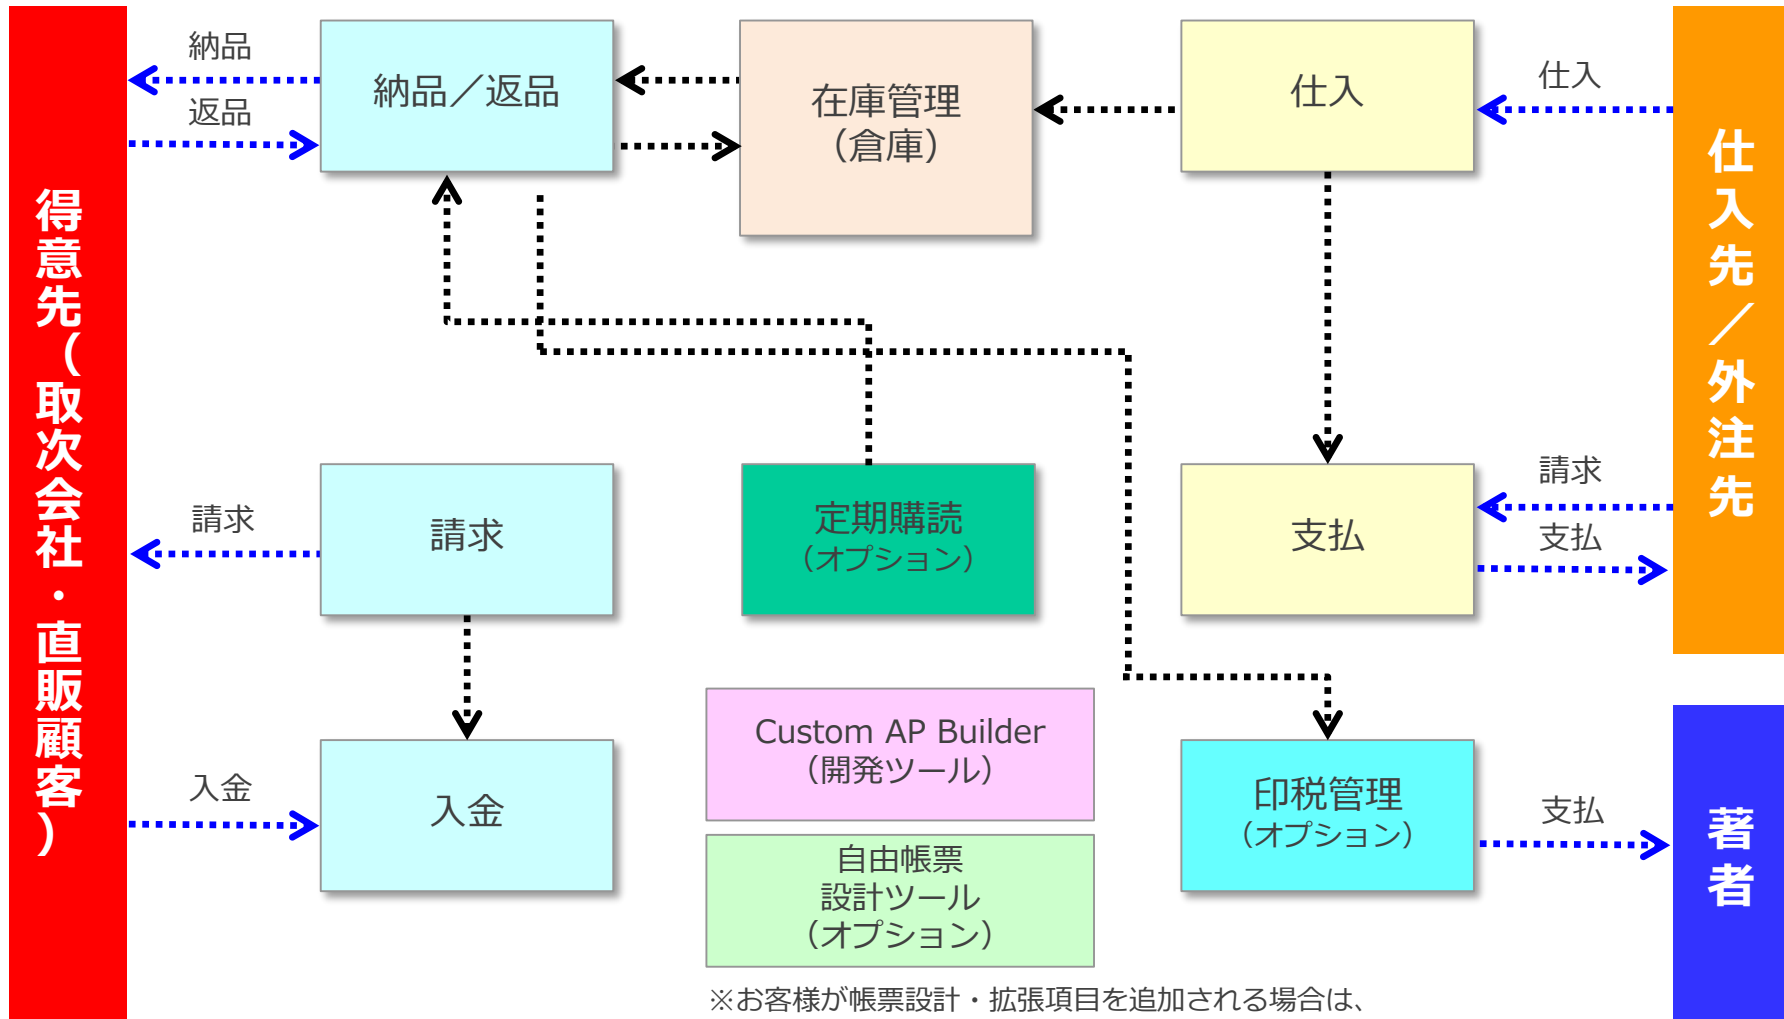 得意先（取次会社・直販顧客）
納品
返品
納品／返品
在庫管理
（倉庫）
仕入
仕入
仕入先／外注先
請求
請求
定期購読
（オプション）
支払
請求
支払
入金
入金
Custom AP Builder
（開発ツール）
自由帳票
設計ツール
（オプション）
印税管理
（オプション）
支払
著者
※お客様が帳票設計・拡張項目を追加される場合は、